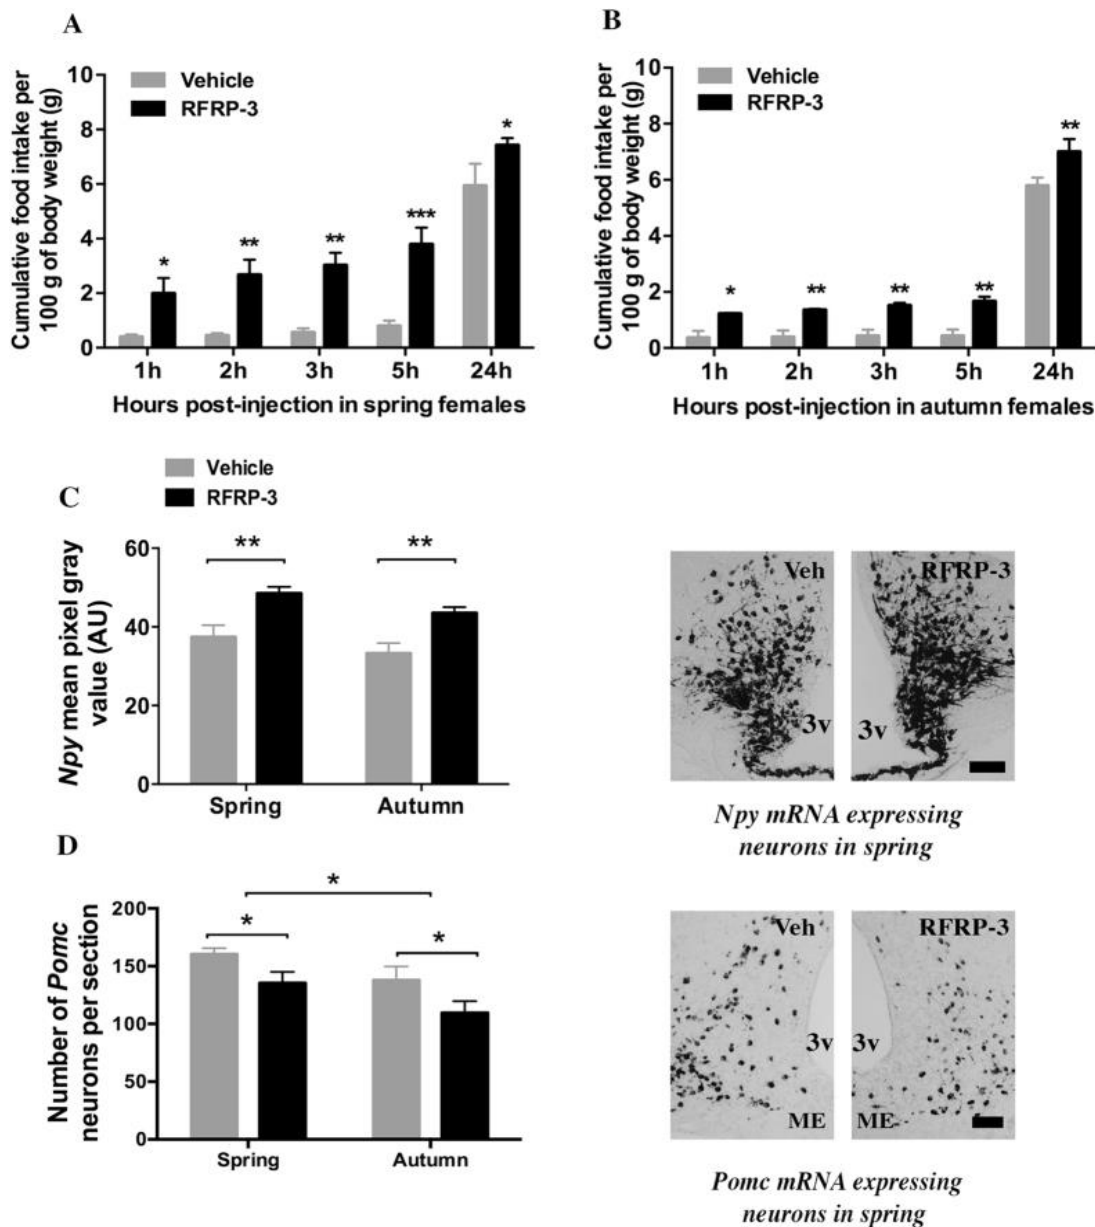 A
Cumulative food intake per
100 g of body weight (g)
10
8
6
4
2
0
Vehicle
RFRP-3
*
**
**
***
*
1h 2h 3h 5h 24h
Hours post-injection in spring females
B
Cumulative food intake per
100 g of body weight (g)
10
8
6
4
2
0
Vehicle
RFRP-3
*
**
**
**
**
1h 2h 3h 5h 24h
Hours post-injection in autumn females
C
Vehicle
RFRP-3
Npy mean pixel gray
value (AU)
60
40
20
0
**
**
Spring Autumn
Veh RFRP-3
3v 3v
Npy mRNA expressing
neurons in spring
D
Number of Pomc
neurons per section
200
150
100
50
0
*
*
*
Spring Autumn
Veh RFRP-3
3v 3v
ME ME
Pomc mRNA expressing
neurons in spring